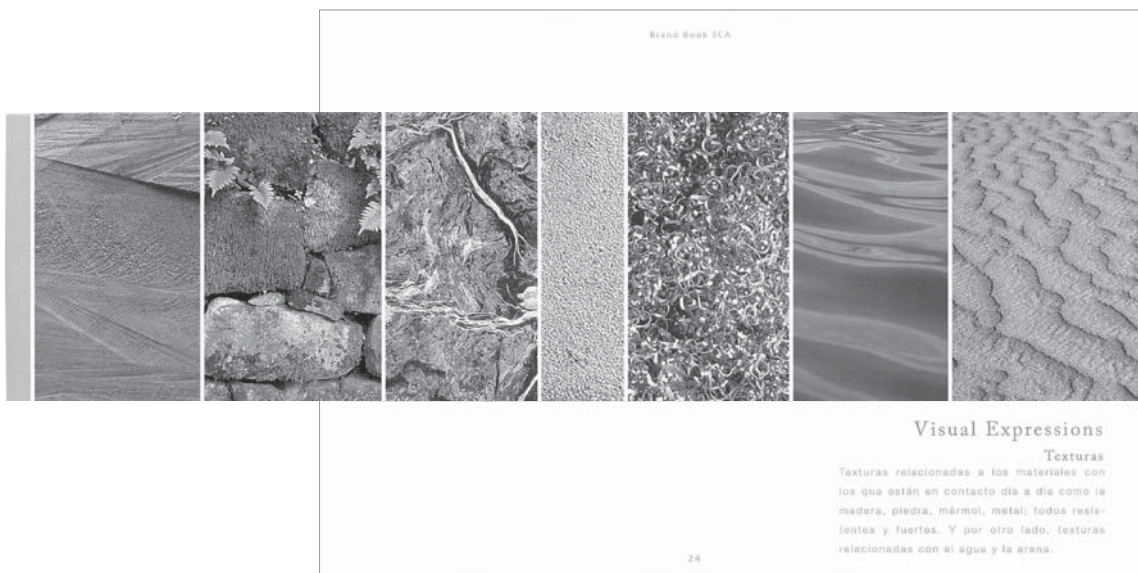 Brand Book SCA
Visual Expressions
Texturas
Texturas relacionadas a los materiales con
los que están en contacto día a día como la
madera, piedra, mármol, metal; todos resis-
tentes y fuertes. Y por otro lado, texturas
relacionadas con el agua y la arena.
24